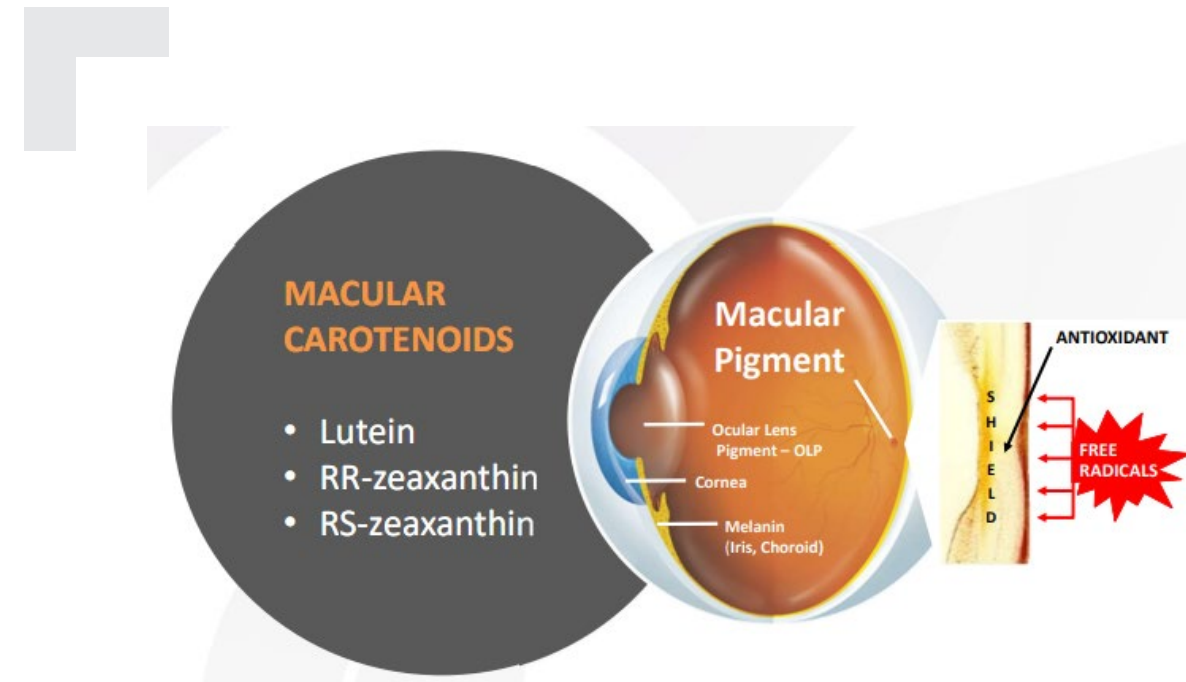 MACULAR
CAROTENOIDS
• Lutein
• RR-zeaxanthin
• RS-zeaxanthin
Macular
Pigment
Ocular Lens
Pigment – OLP
Cornea
Melanin
(Iris, Choroid)
ANTIOXIDANT
S
H
I
E
L
D
FREE
RADICALS